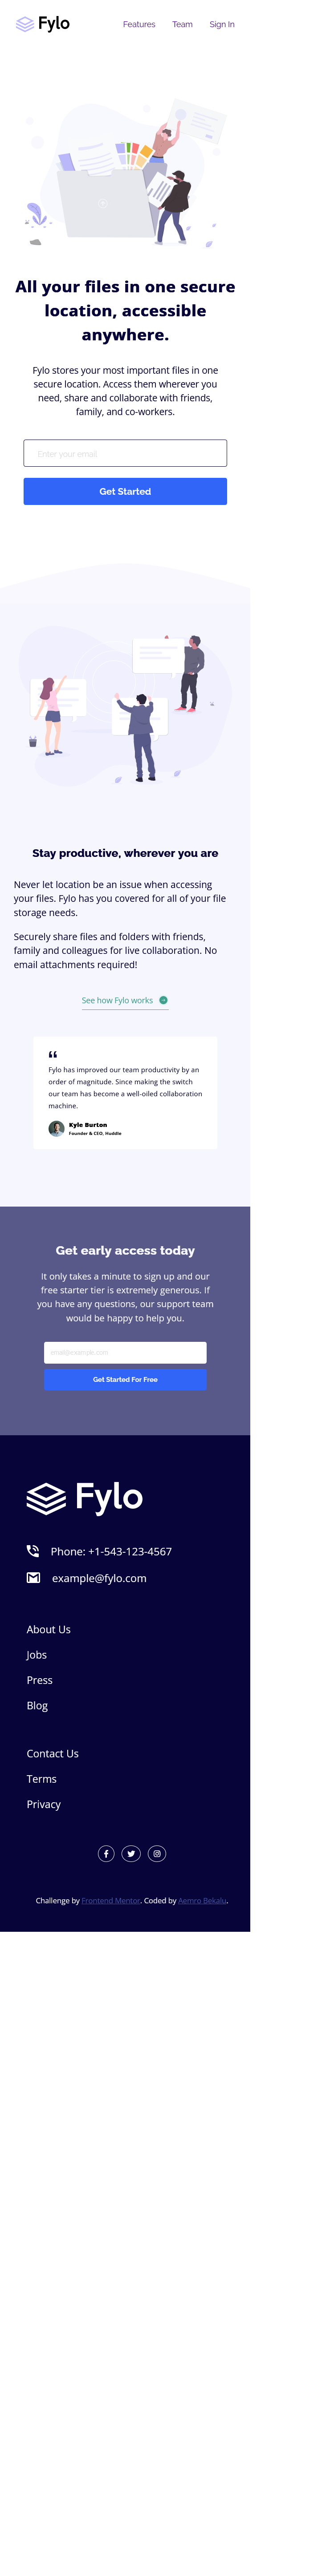 Fylo
Features
Team
Sign In
All your files in one secure
location, accessible
anywhere.
Fylo stores your most important files in one
secure location. Access them wherever you
need, share and collaborate with friends,
family, and co-workers.
Enter your email
Get Started
Stay productive, wherever you are
Never let location be an issue when accessing
your files. Fylo has you covered for all of your file
storage needs.
Securely share files and folders with friends,
family and colleagues for live collaboration. No
email attachments required!
See how Fylo works
Fylo has improved our team productivity by an
order of magnitude. Since making the switch
our team has become a well-oiled collaboration
machine.
Kyle Burton
Founder & CEO, Huddle
Get early access today
It only takes a minute to sign up and our
free starter tier is extremely generous. If
you have any questions, our support team
would be happy to help you.
email@example.com
Get Started For Free
Fylo
Phone: +1-543-123-4567
example@fylo.com
About Us
Jobs
Press
Blog
Contact Us
Terms
Privacy
Challenge by Frontend Mentor. Coded by Aemro Bekalu.